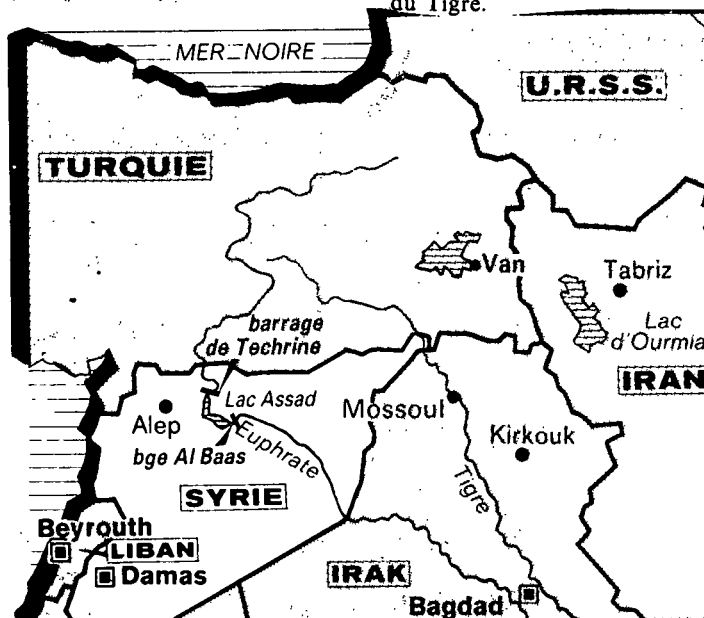 du Tigre.
MER NOIRE
U.R.S.S.
TURQUIE
Van
Tabriz
Lac
d'Ourmia
barrage
de Techrine
IRAN
Lac Assad
Mossoul
Alep
Kirkouk
bge Al Baas
Euphrate
Tigre
SYRIE
Beyrouth
LIBAN
Damas
IRAK
Bagdad